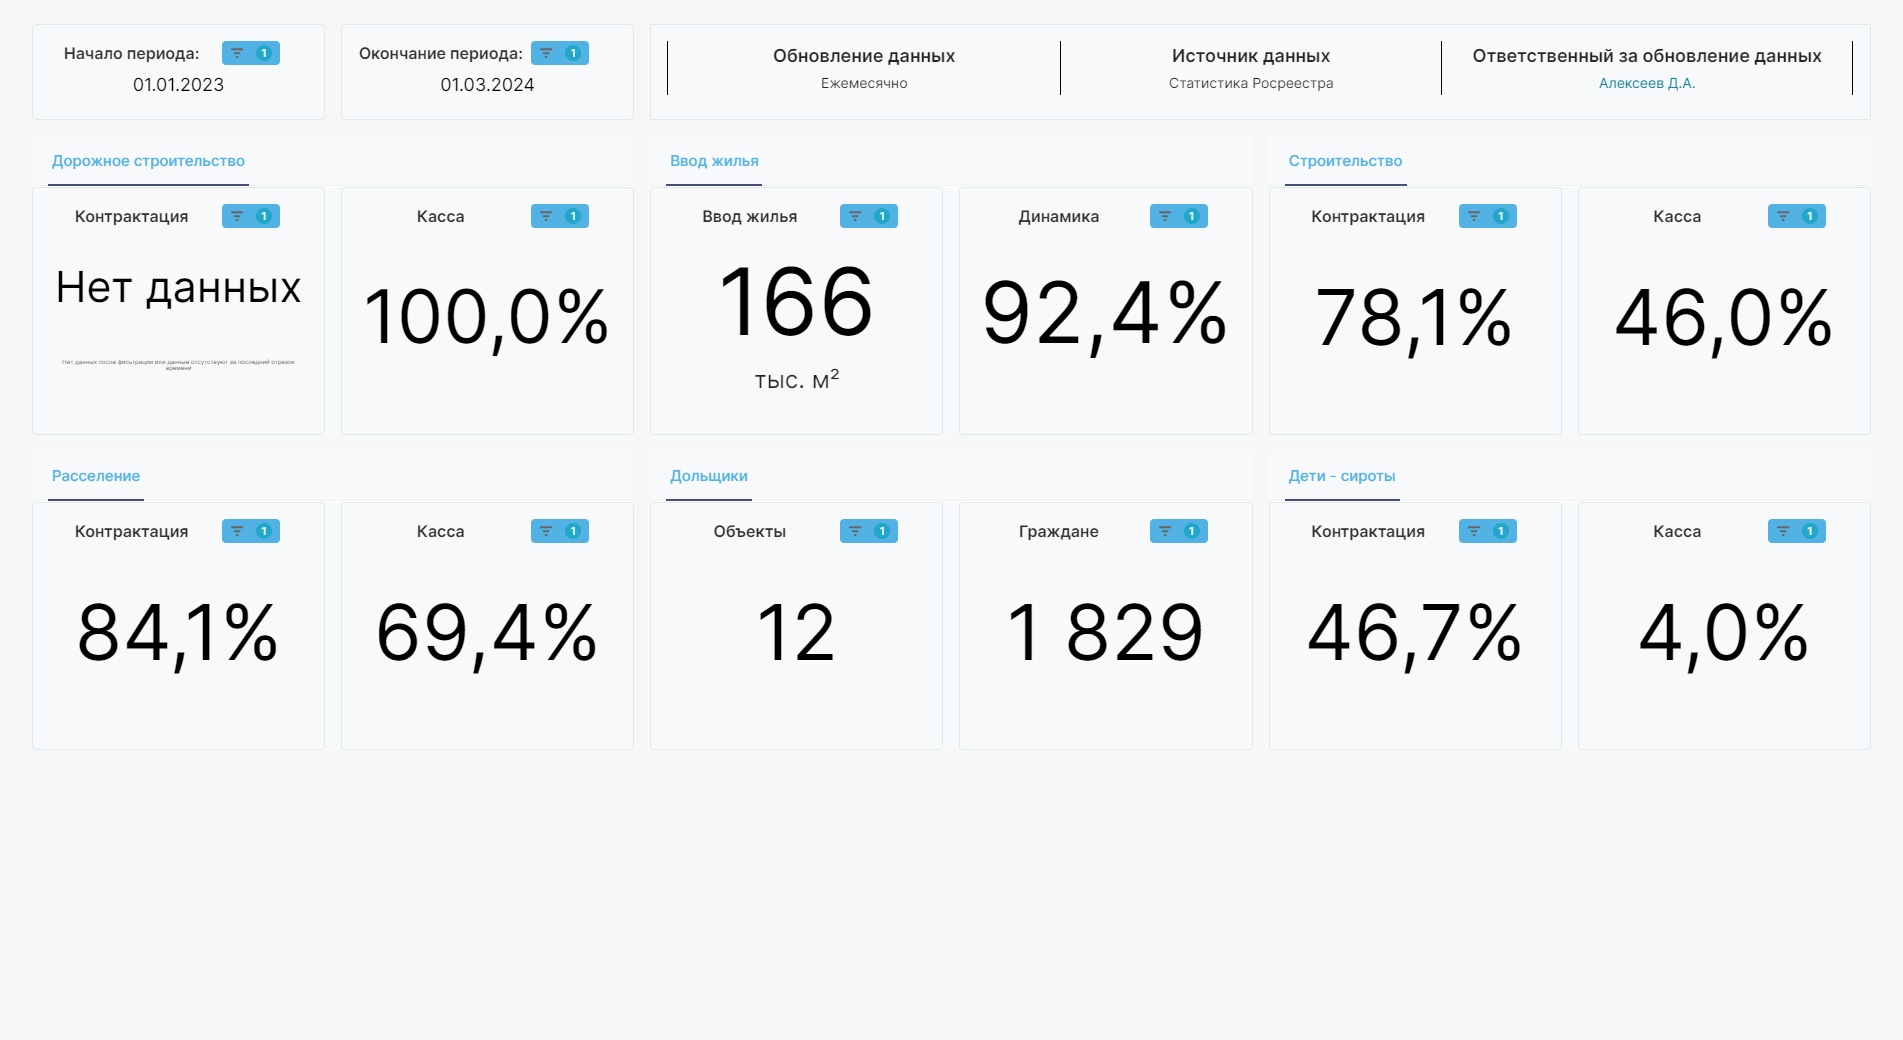 Начало периода: 1
01.01.2023
Окончание периода: 1
01.03.2024
Обновление данных
Ежемесячно
Источник данных
Статистика Росреестра
Ответственный за обновление данных
Алексеев Д.А.
Дорожное строительство
Контрактация 1
Нет данных
Нет данных после фильтрации или данные отсутствуют за последний отрезок
времени
Касса 1
100,0%
Ввод жилья
Ввод жилья 1
166
тыс. м²
Динамика 1
92,4%
Строительство
Контрактация 1
78,1%
Касса 1
46,0%
Расселение
Контрактация 1
84,1%
Касса 1
69,4%
Дольщики
Объекты 1
12
Граждане 1
1 829
Дети - сироты
Контрактация 1
46,7%
Касса 1
4,0%